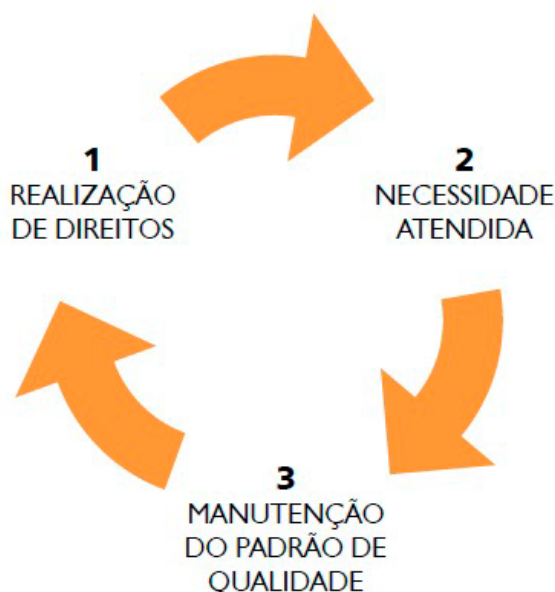 1
REALIZAÇÃO
DE DIREITOS
2
NECESSIDADE
ATENDIDA
3
MANUTENÇÃO
DO PADRÃO DE
QUALIDADE